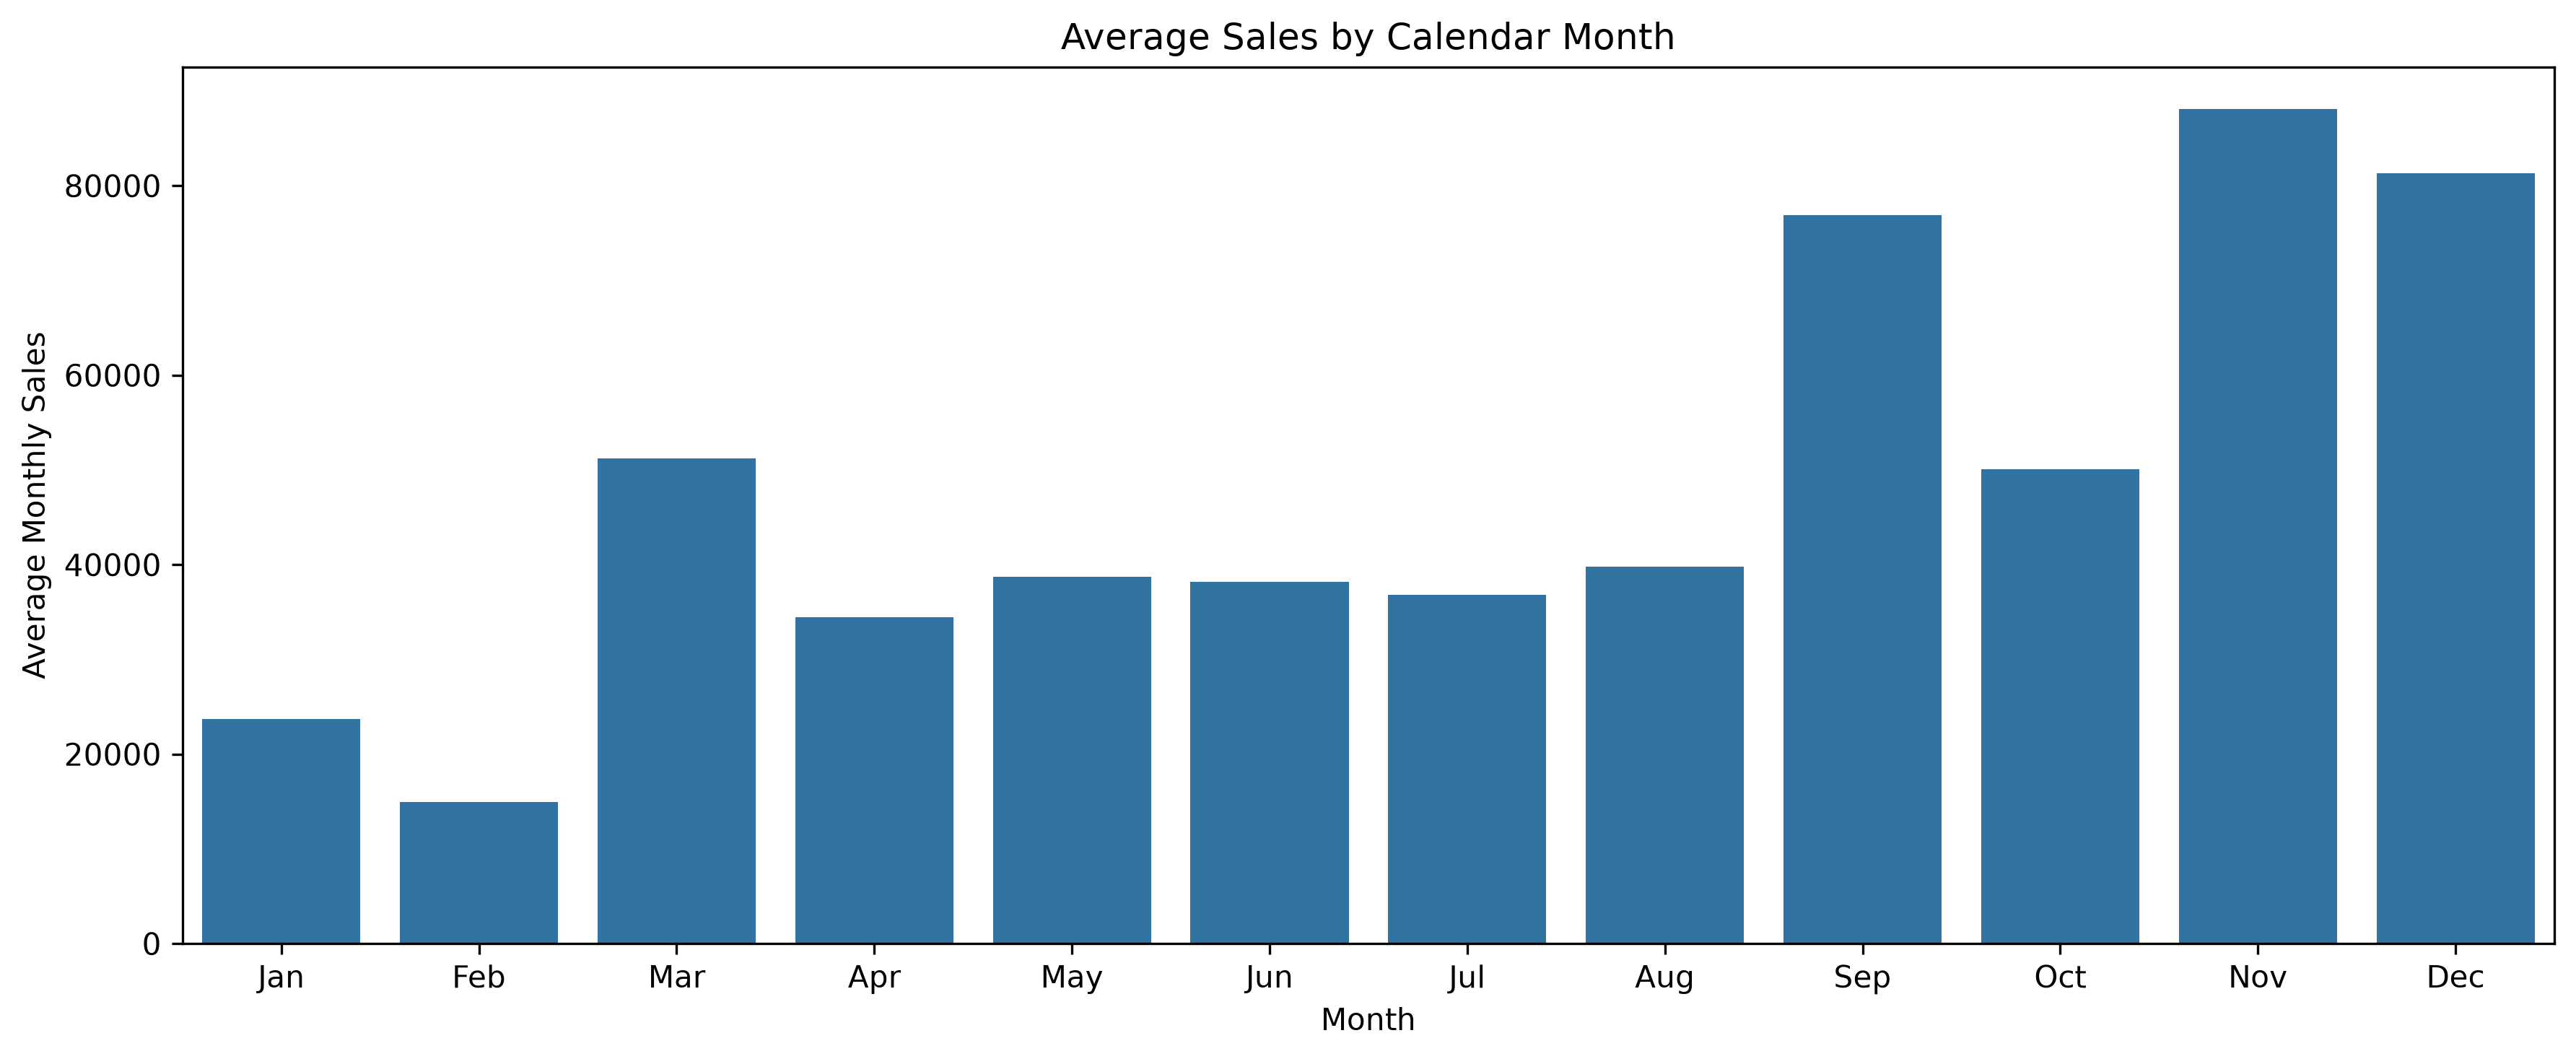 Average Sales by Calendar Month
Average Monthly Sales
80000
60000
40000
20000
0
Jan Feb Mar Apr May Jun Jul Aug Sep Oct Nov Dec
Month